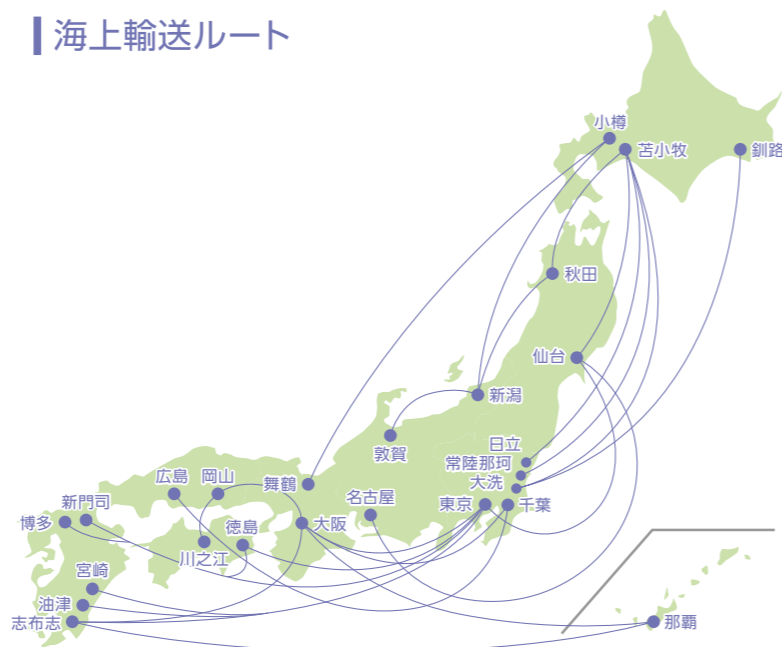 海上輸送ルート
小樽
苫小牧
釧路
秋田
仙台
新潟
敦賀
日立
常陸那珂
大洗
広島
岡山
舞鶴
名古屋
東京
千葉
新門司
博多
徳島
大阪
川之江
宮崎
油津
志布志
那覇